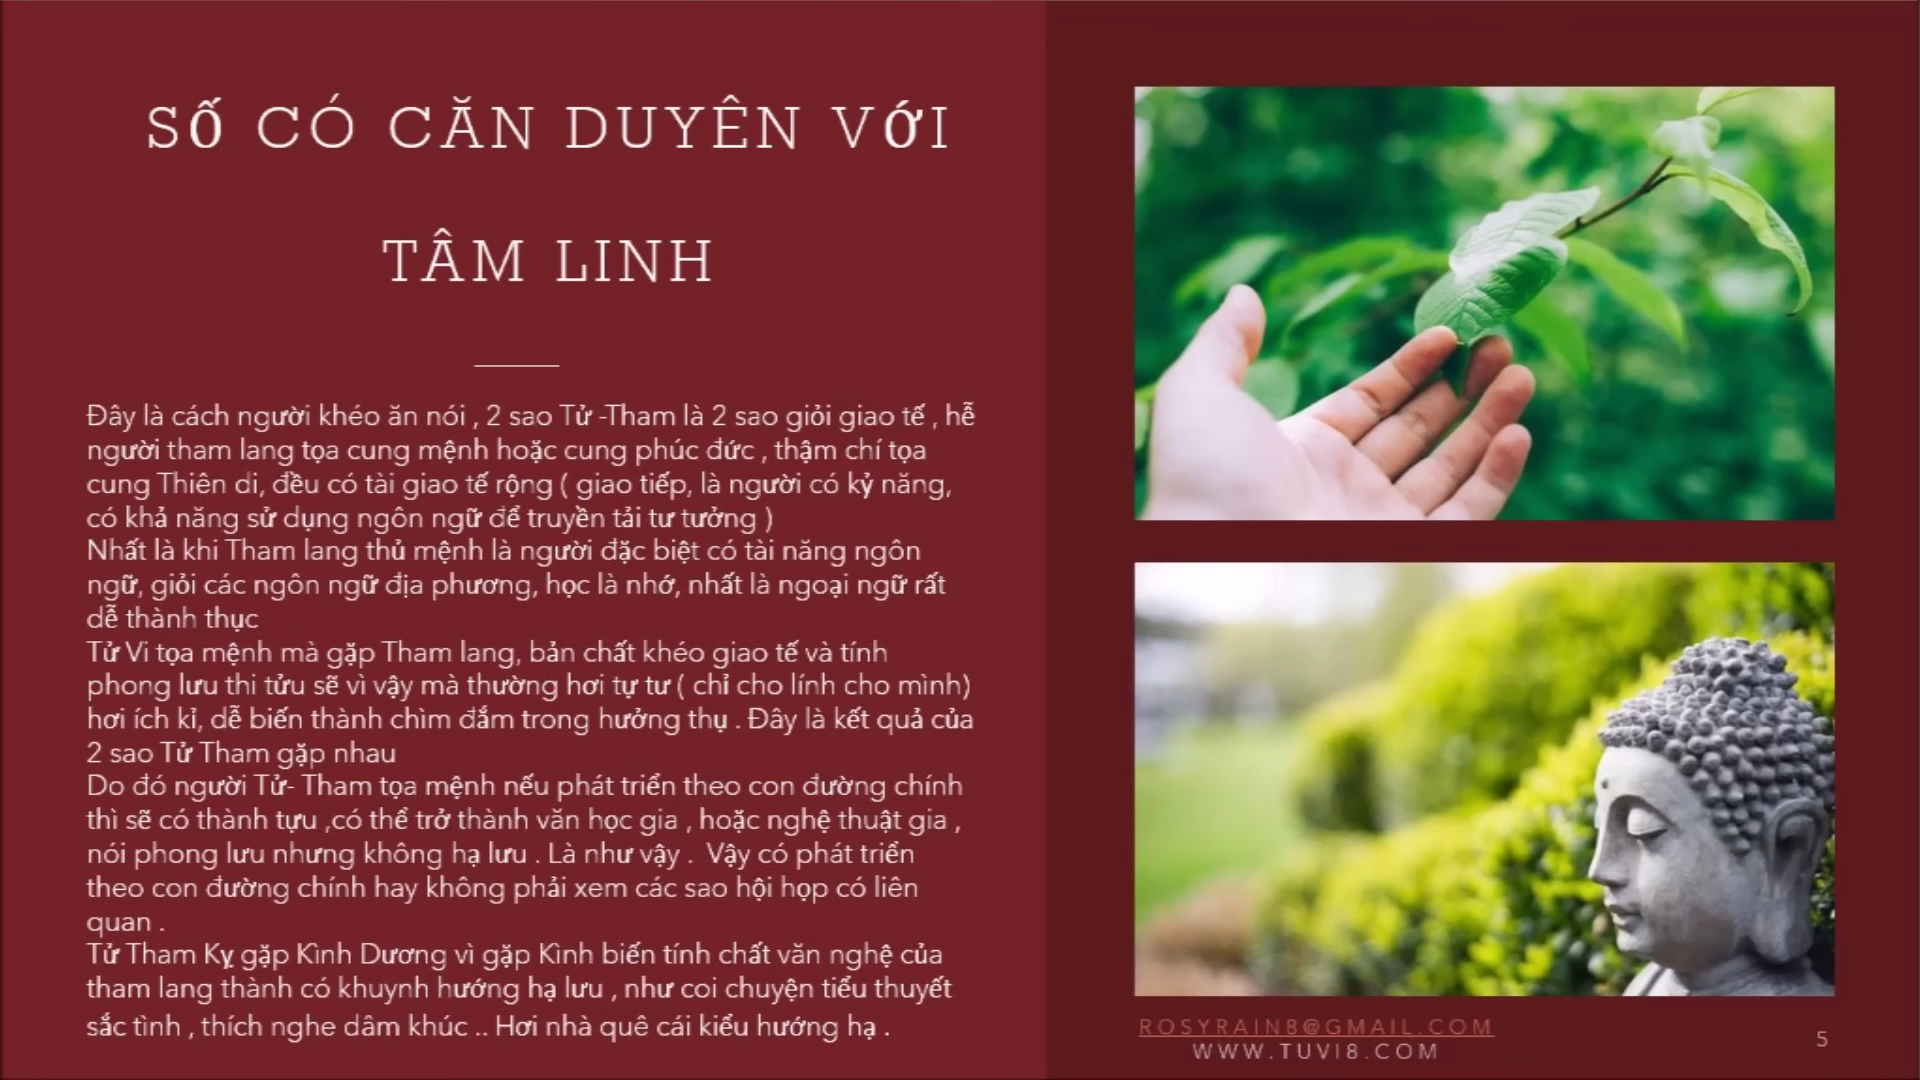 SỐ CÓ CĂN DUYÊN VỚI
TÂM LINH
Đây là cách người khéo ăn nói , 2 sao Tử -Tham là 2 sao giỏi giao tế , hễ
người tham lang tọa cung mệnh hoặc cung phúc đức , thậm chí tọa
cung Thiên di, đều có tài giao tế rộng ( giao tiếp, là người có kỷ năng,
có khả năng sử dụng ngôn ngữ để truyền tải tư tưởng )
Nhất là khi Tham lang thủ mệnh là người đặc biệt có tài năng ngôn
ngữ, giỏi các ngôn ngữ địa phương, học là nhớ, nhất là ngoại ngữ rất
dễ thành thục
Tử Vi tọa mệnh mà gặp Tham lang, bản chất khéo giao tế và tính
phong lưu thi tửu sẽ vì vậy mà thường hơi tự tư ( chỉ cho lính cho mình)
hơi ích kỉ, dễ biến thành chìm đắm trong hưởng thụ . Đây là kết quả của
2 sao Tử Tham gặp nhau
Do đó người Tử- Tham tọa mệnh nếu phát triển theo con đường chính
thì sẽ có thành tựu ,có thể trở thành văn học gia , hoặc nghệ thuật gia ,
nói phong lưu nhưng không hạ lưu . Là như vậy . Vậy có phát triển
theo con đường chính hay không phải xem các sao hội họp có liên
quan .
Tử Tham Kỵ gặp Kình Dương vì gặp Kình biến tính chất văn nghệ của
tham lang thành có khuynh hướng hạ lưu , như coi chuyện tiểu thuyết
sắc tình , thích nghe dâm khúc .. Hơi nhà quê cái kiểu hướng hạ .
ROSYRAIN8@GMAIL.COM
WWW.TUVI8.COM
5